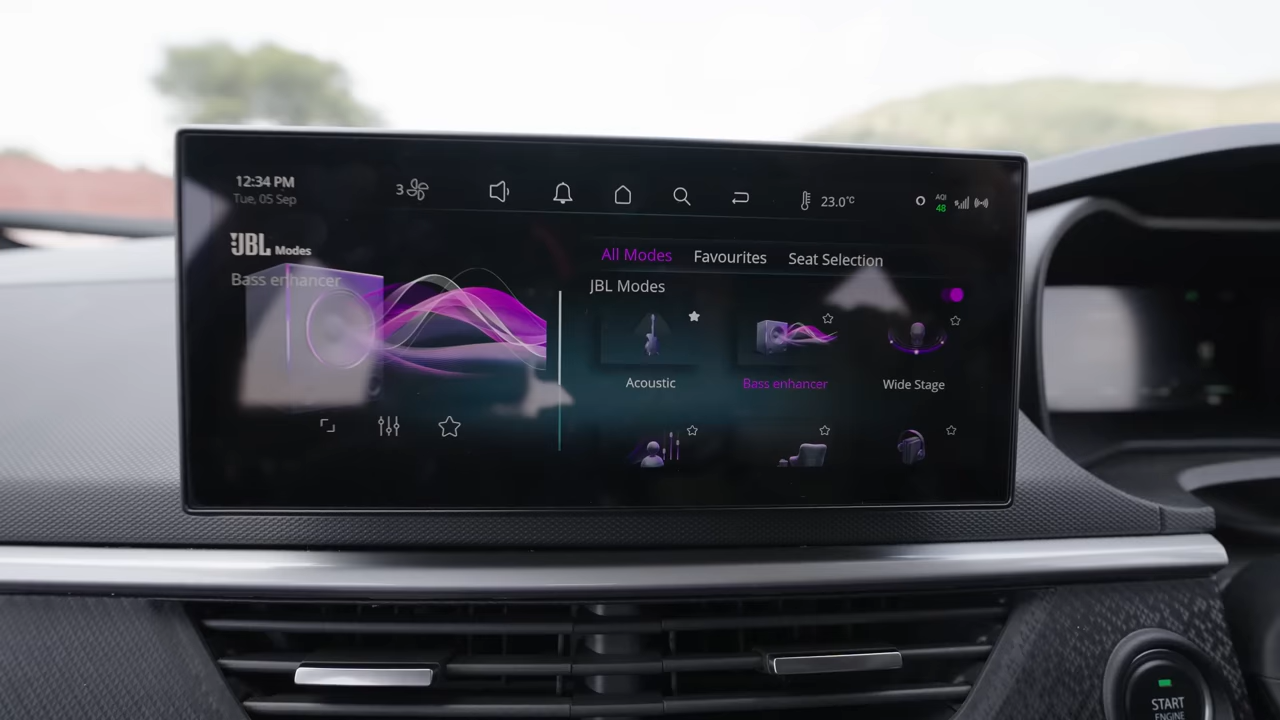 12:34 PM
Tue, 05 Sep
3
23.0°C
AQI
48
JBL Modes
Bass enhancer
All Modes
Favourites
Seat Selection
JBL Modes
Acoustic
Bass enhancer
Wide Stage
START
ENGINE